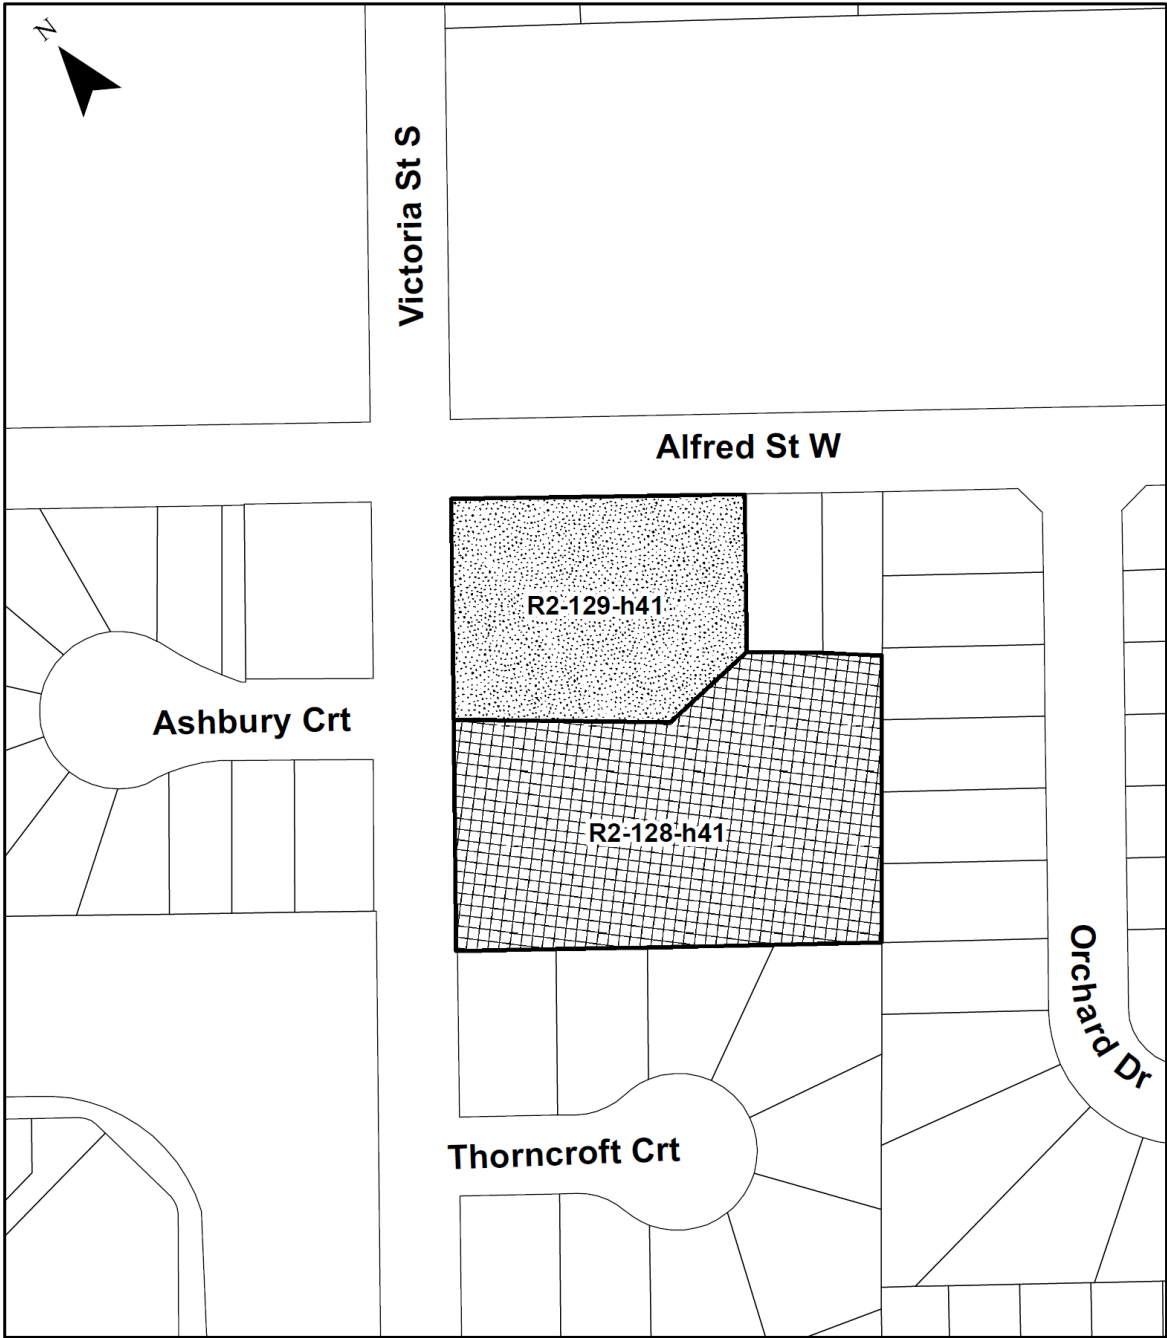 N
Victoria St S
Alfred St W
R2-129-h41
Ashbury Crt
R2-128-h41
Orchard Dr
Thorncroft Crt